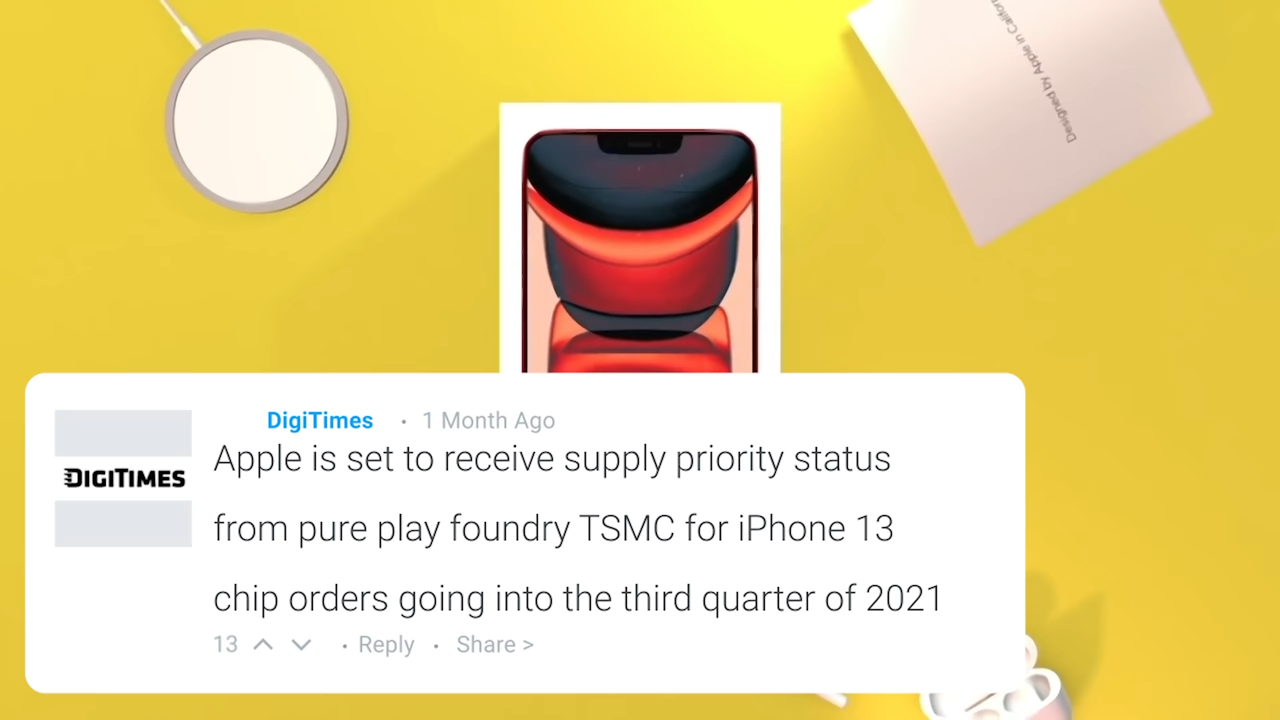 Designed by Apple in Californ
DigiTimes • 1 Month Ago
DIGITIMES
Apple is set to receive supply priority status
from pure play foundry TSMC for iPhone 13
chip orders going into the third quarter of 2021
13 • Reply • Share >